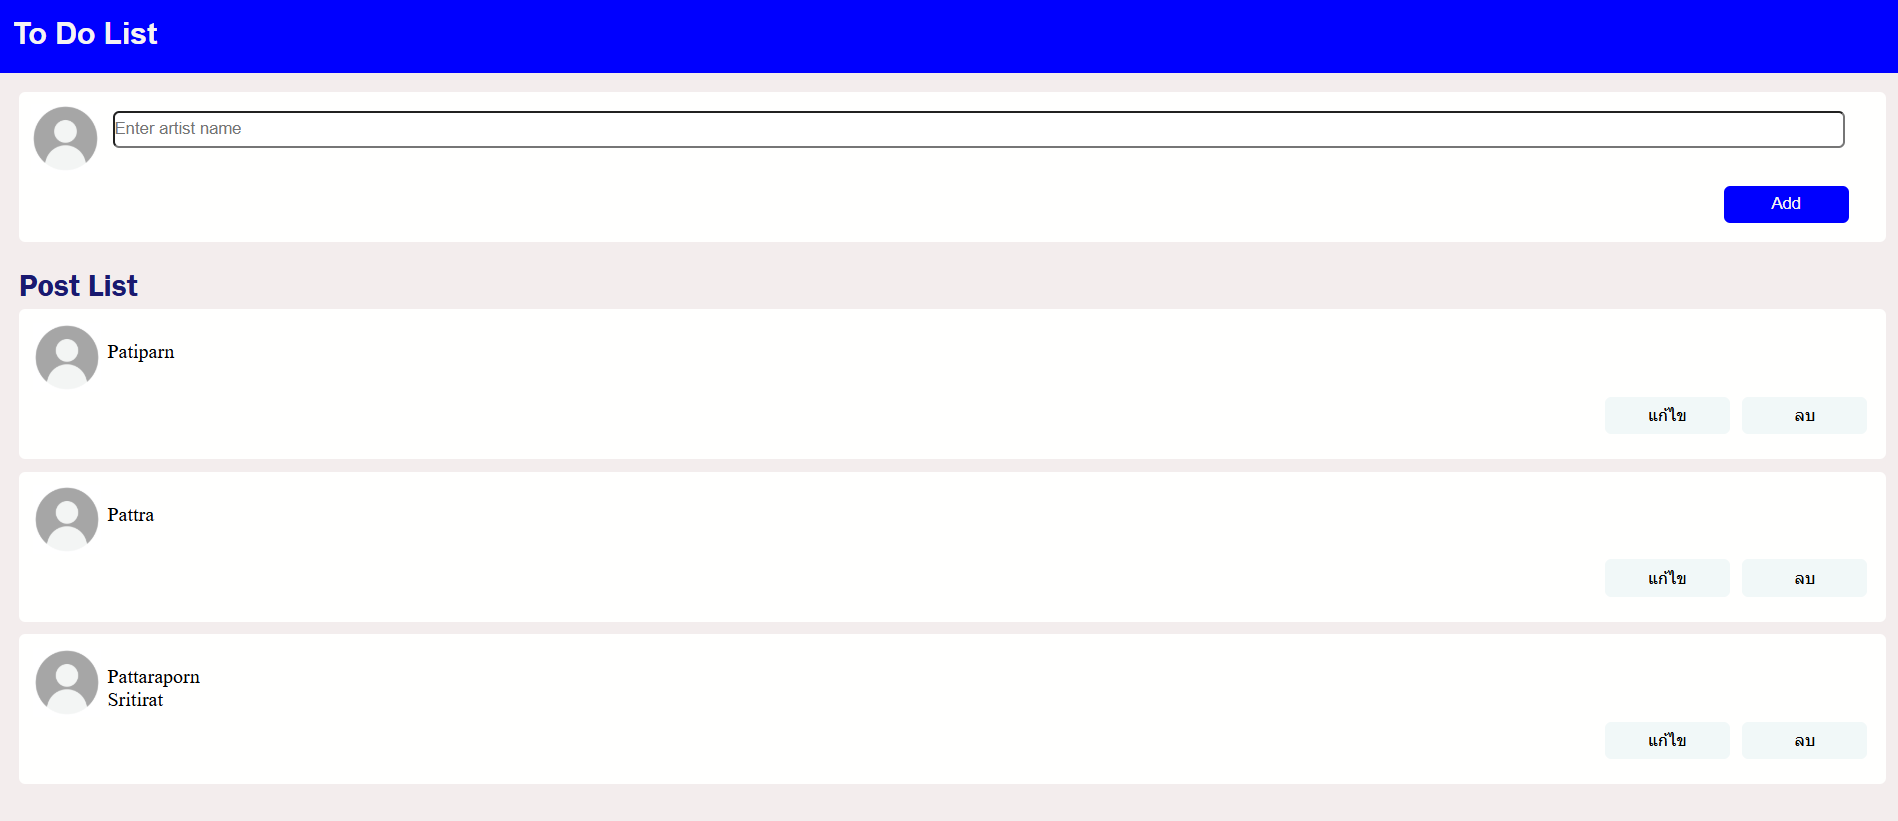 To Do List
Enter artist name
Add
Post List
Patiparn
แก้ไข ลบ
Pattra
แก้ไข ลบ
Pattaraporn
Sritirat
แก้ไข ลบ